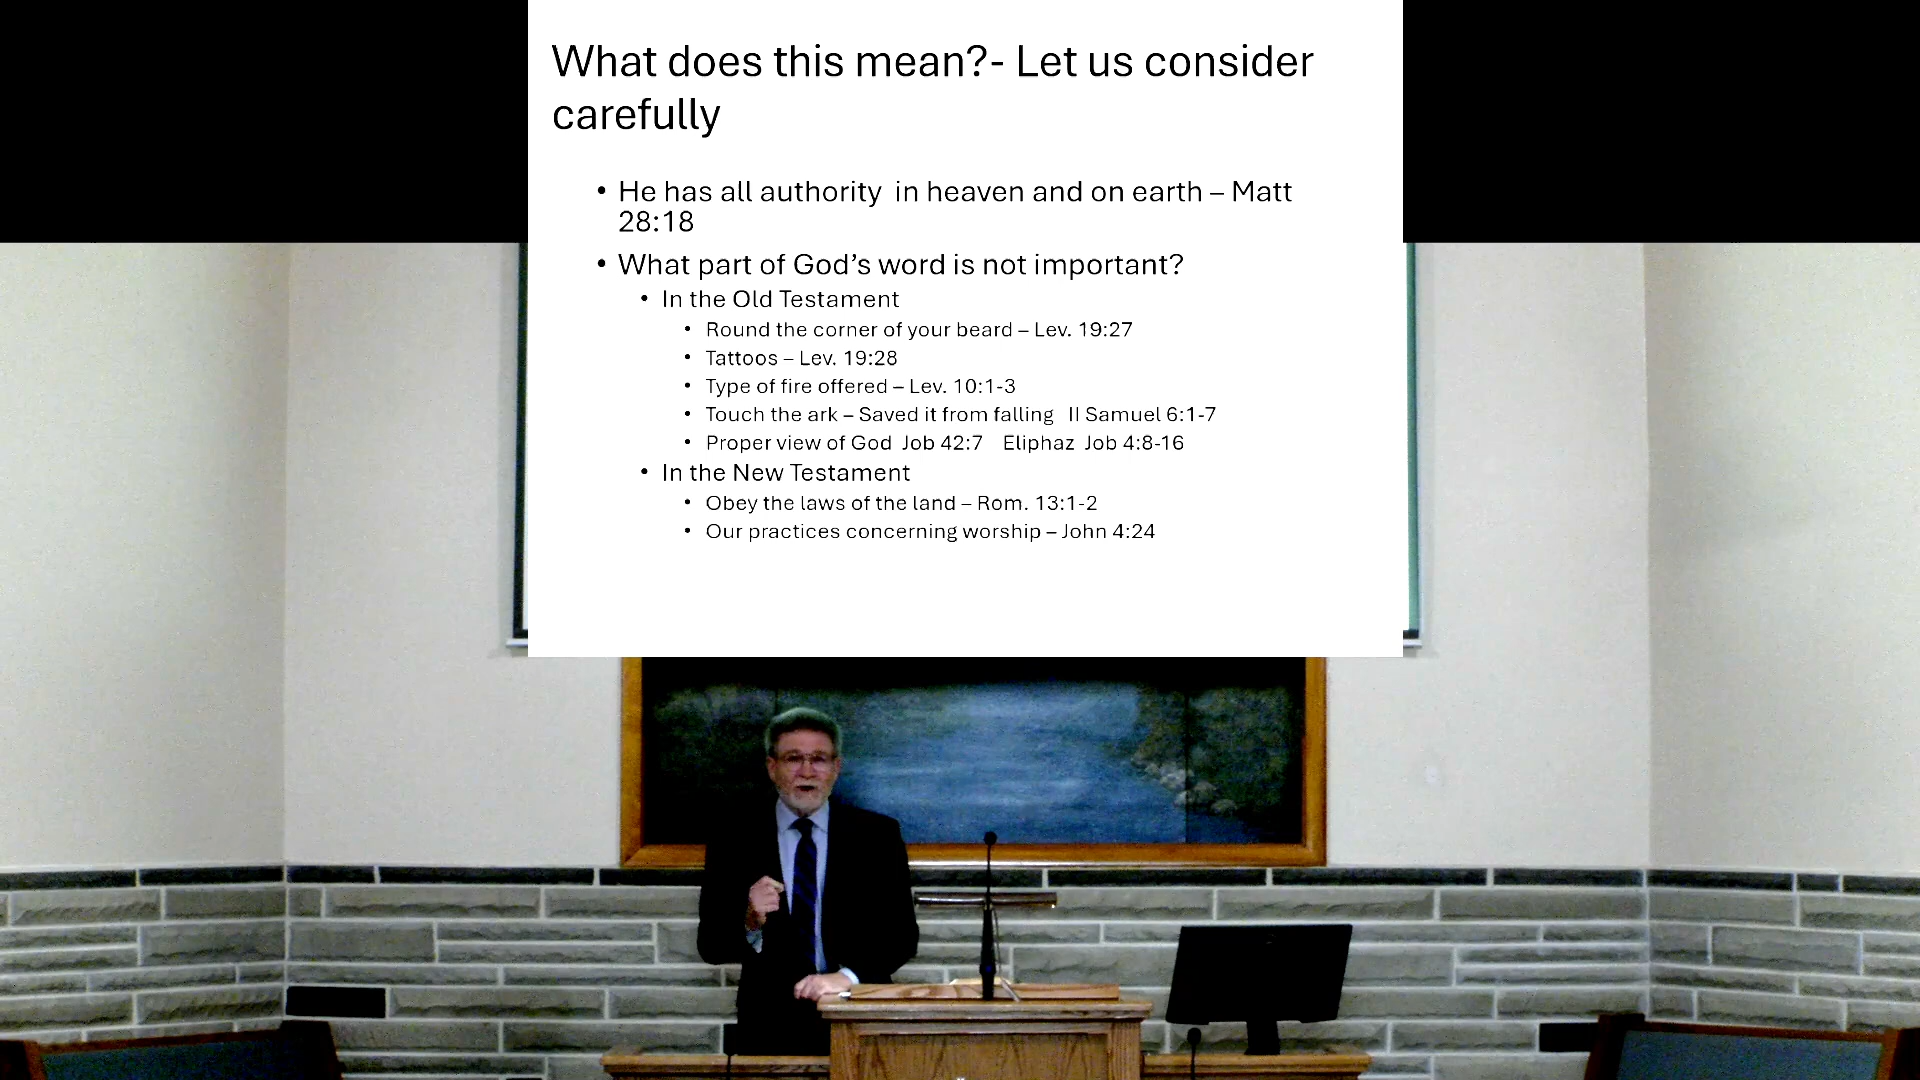 What does this mean?- Let us consider
carefully
• He has all authority  in heaven and on earth – Matt
28:18
• What part of God’s word is not important?
• In the Old Testament
• Round the corner of your beard – Lev. 19:27
• Tattoos – Lev. 19:28
• Type of fire offered – Lev. 10:1-3
• Touch the ark – Saved it from falling   II Samuel 6:1-7
• Proper view of God  Job 42:7    Eliphaz  Job 4:8-16
• In the New Testament
• Obey the laws of the land – Rom. 13:1-2
• Our practices concerning worship – John 4:24